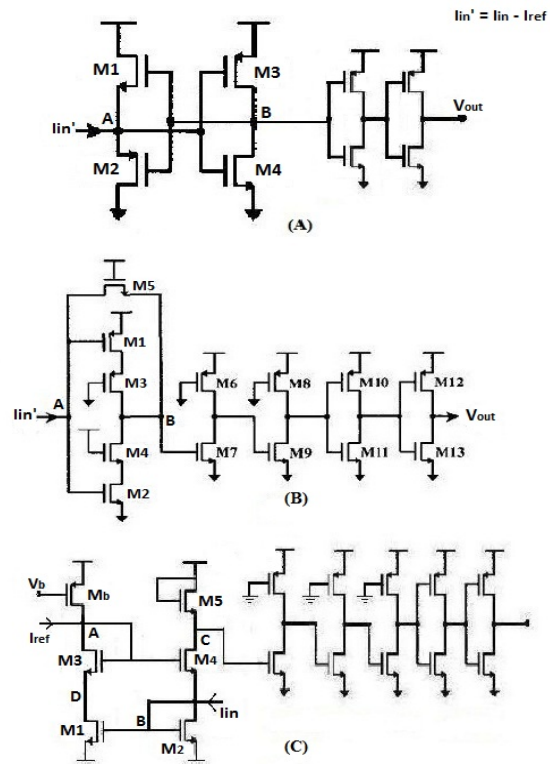 Iin' = Iin - Iref
M1
M3
A
B
Iin'
Vout
M2
M4
(A)
M5
M1
M3
M6
M8
M10
M12
A
B
Iin'
Vout
M4
M7
M9
M11
M13
M2
(B)
Vb
Mb
M5
Iref
A
C
M3
M4
D
B
Iin
M1
M2
(C)